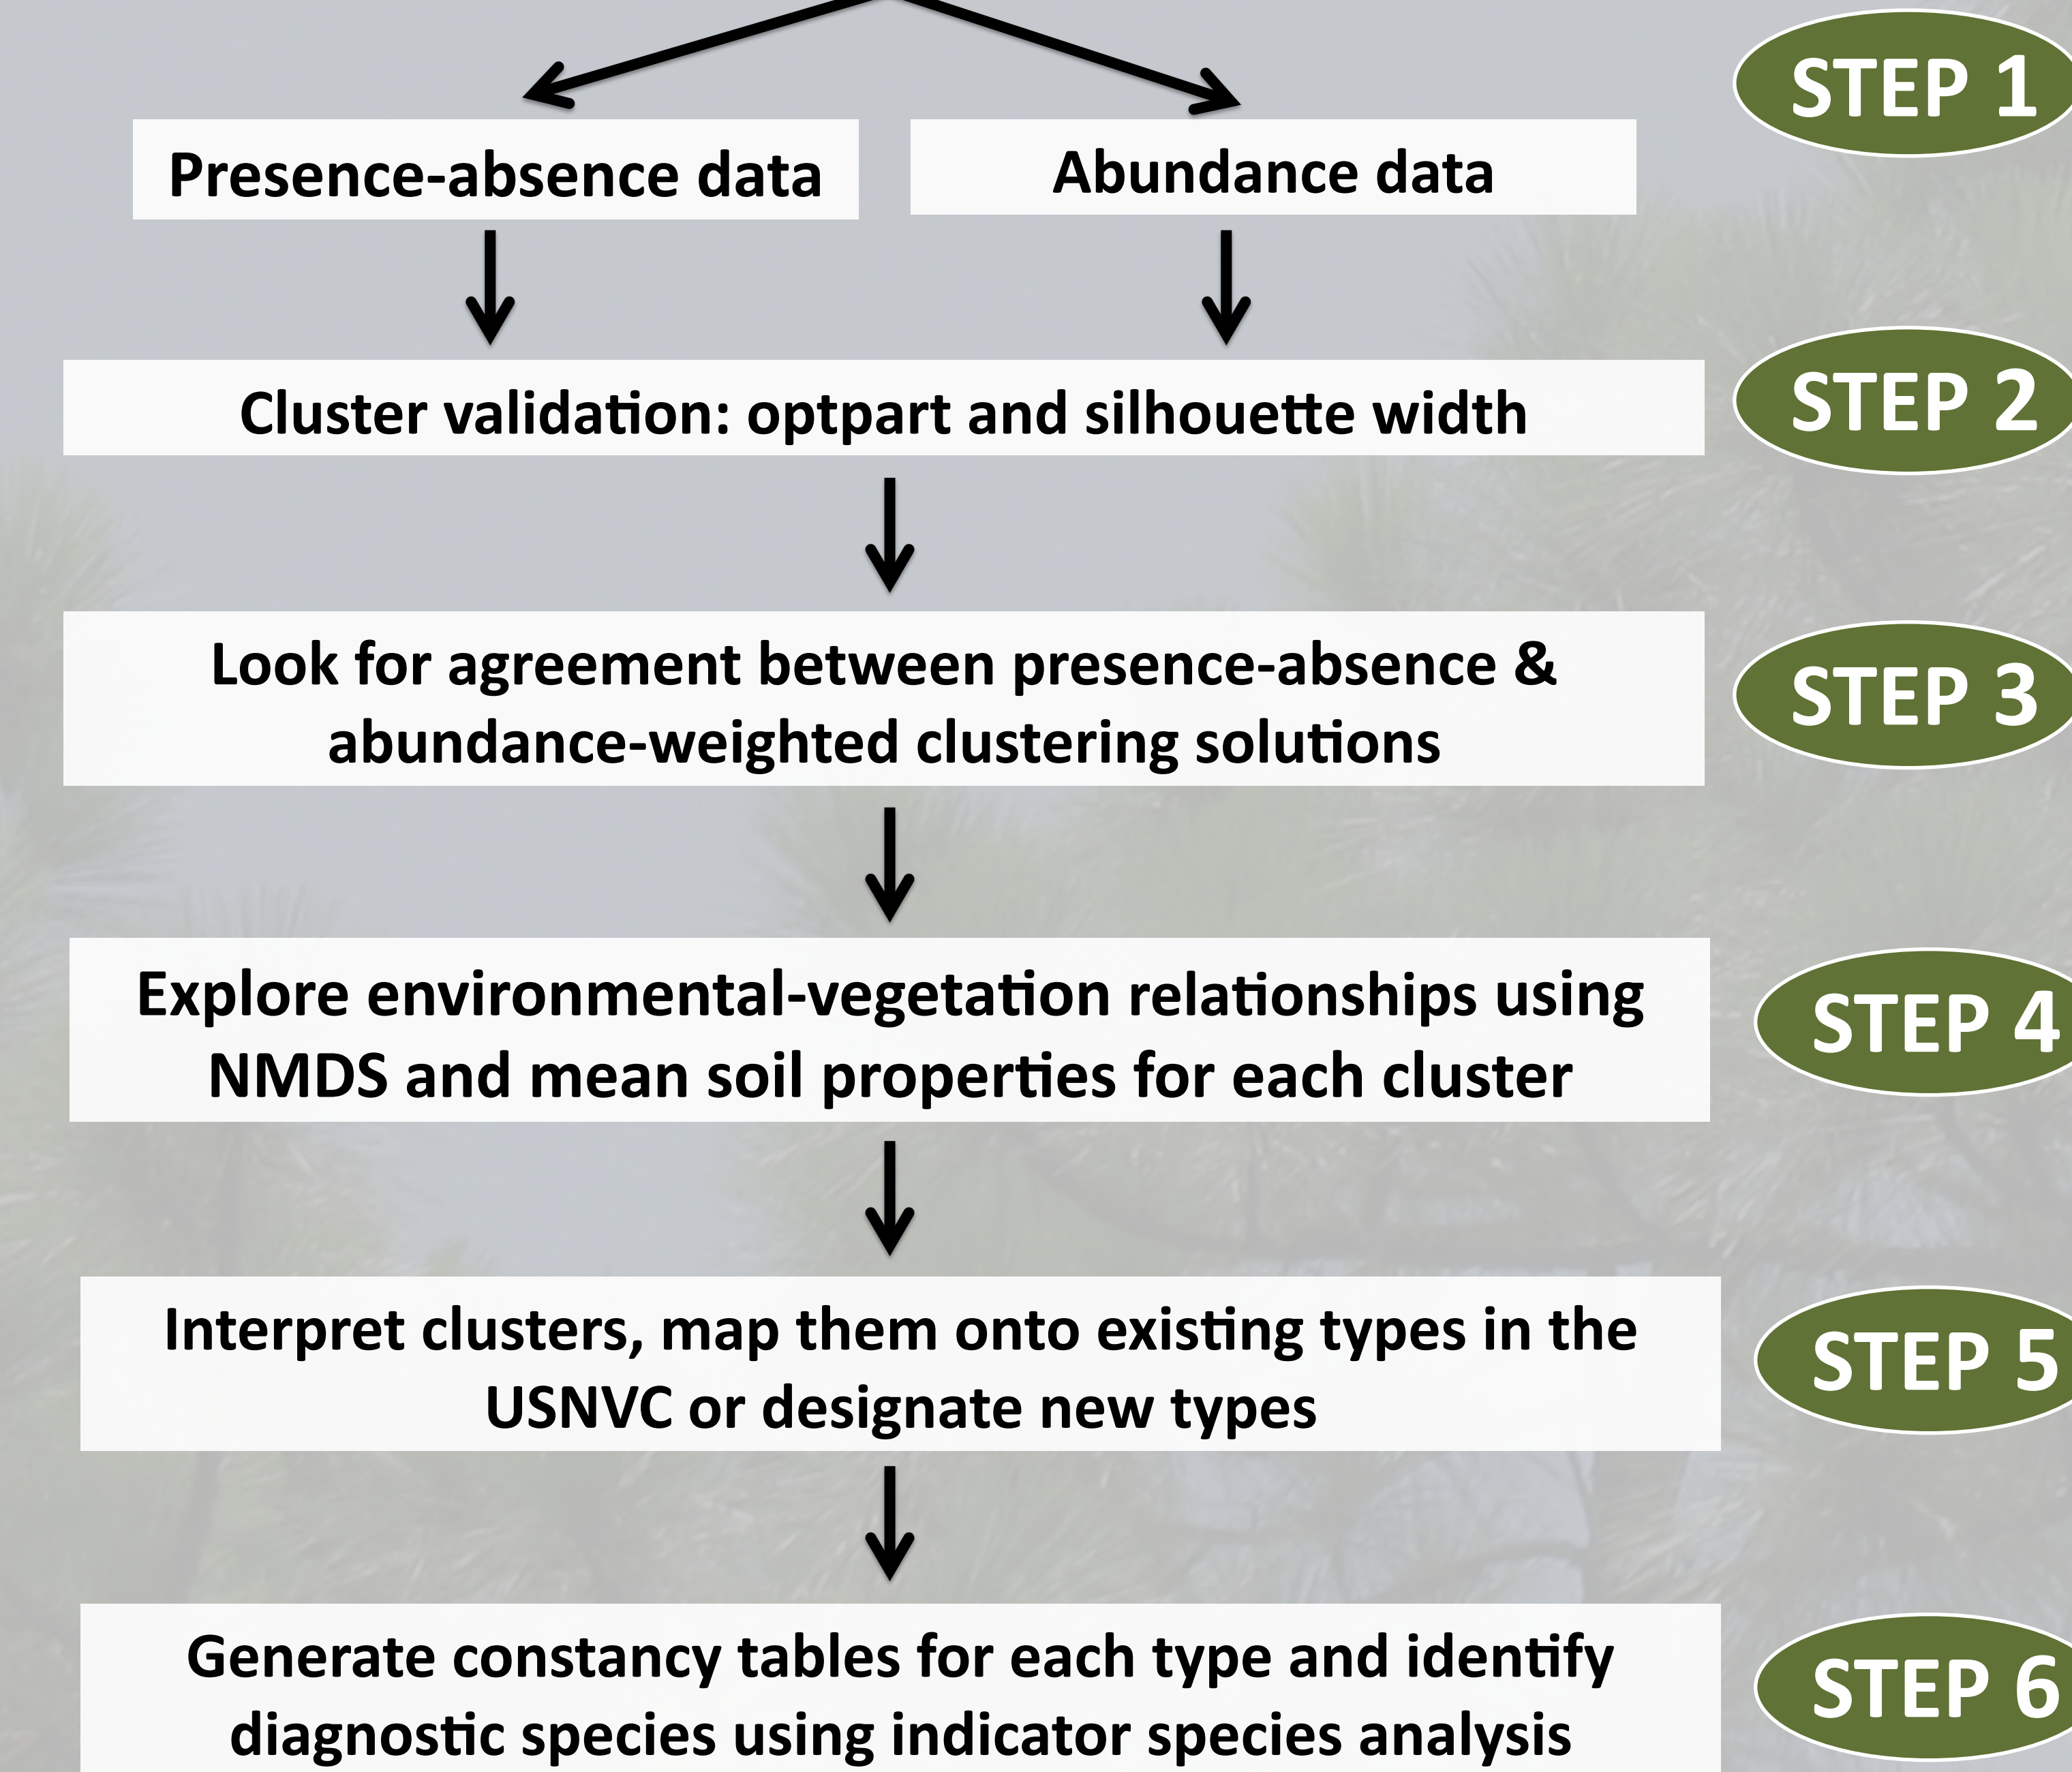 STEP 1
Presence-absence data
Abundance data
Cluster validation: optpart and silhouette width
STEP 2
Look for agreement between presence-absence &
abundance-weighted clustering solutions
STEP 3
Explore environmental-vegetation relationships using
NMDS and mean soil properties for each cluster
STEP 4
Interpret clusters, map them onto existing types in the
USNVC or designate new types
STEP 5
Generate constancy tables for each type and identify
diagnostic species using indicator species analysis
STEP 6